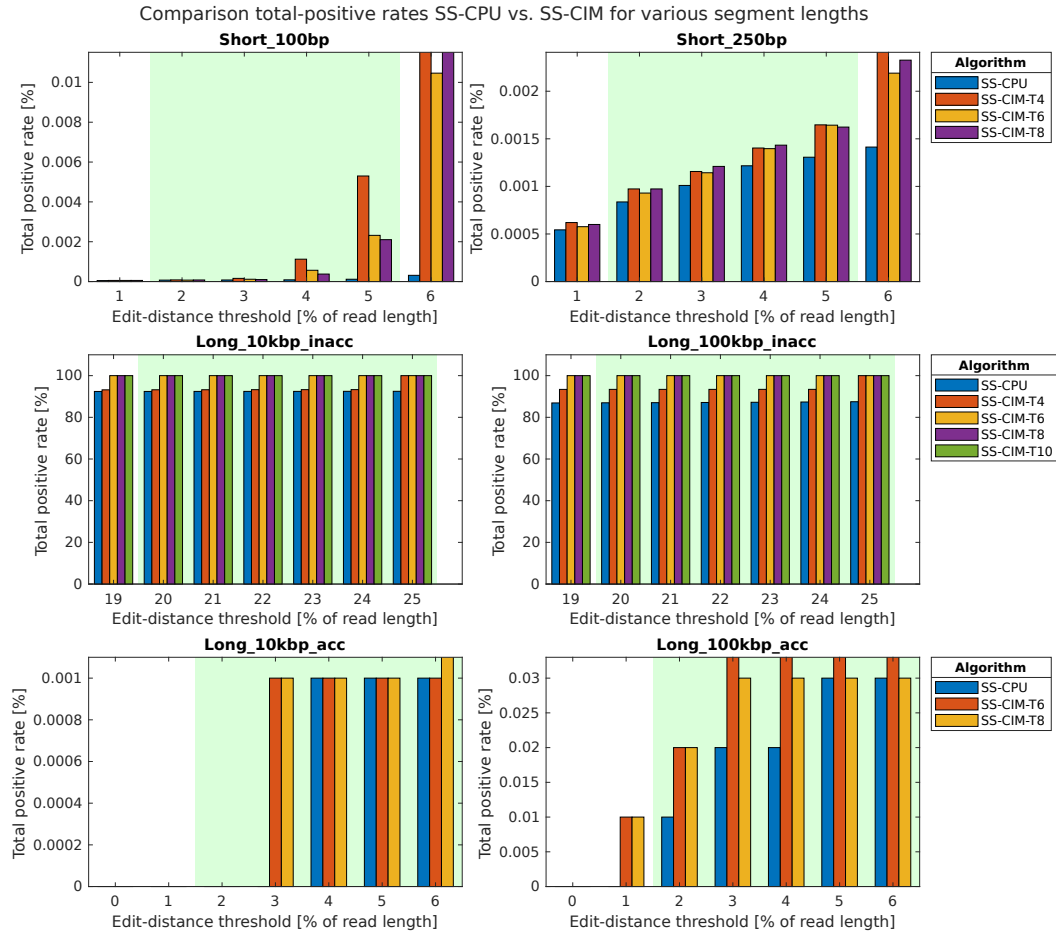 Comparison total-positive rates SS-CPU vs. SS-CIM for various segment lengths
Short_100bp
Total positive rate [%]
0.01
0.008
0.006
0.004
0.002
0
1 2 3 4 5 6
Edit-distance threshold [% of read length]
Short_250bp
Total positive rate [%]
0.002
0.0015
0.001
0.0005
0
1 2 3 4 5 6
Edit-distance threshold [% of read length]
Algorithm
SS-CPU
SS-CIM-T4
SS-CIM-T6
SS-CIM-T8
Long_10kbp_inacc
Total positive rate [%]
100
80
60
40
20
0
19 20 21 22 23 24 25
Edit-distance threshold [% of read length]
Long_100kbp_inacc
Total positive rate [%]
100
80
60
40
20
0
19 20 21 22 23 24 25
Edit-distance threshold [% of read length]
Algorithm
SS-CPU
SS-CIM-T4
SS-CIM-T6
SS-CIM-T8
SS-CIM-T10
Long_10kbp_acc
Total positive rate [%]
0.001
0.0008
0.0006
0.0004
0.0002
0
0 1 2 3 4 5 6
Edit-distance threshold [% of read length]
Long_100kbp_acc
Total positive rate [%]
0.03
0.025
0.02
0.015
0.01
0.005
0
0 1 2 3 4 5 6
Edit-distance threshold [% of read length]
Algorithm
SS-CPU
SS-CIM-T6
SS-CIM-T8